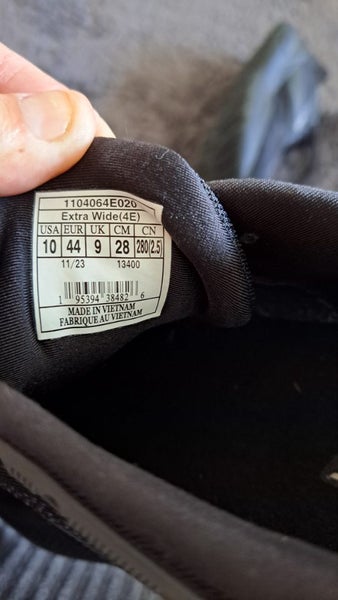 1104064E020
Extra Wide(4E)
USA EUR UK CM CN
10 44 9 28 280(2.5)
11/23 13400
1 95394 38482 6
MADE IN VIETNAM
FABRIQUE AU VIETNAM